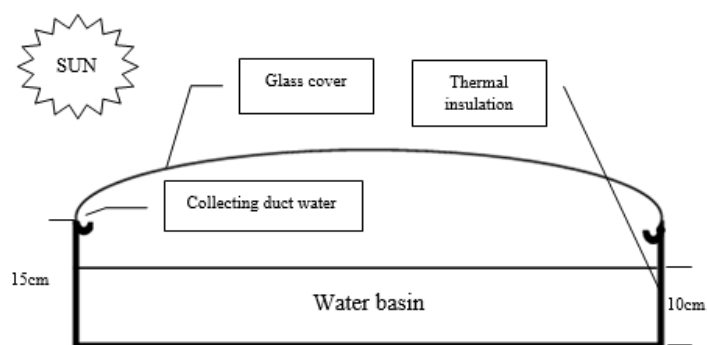 SUN
Glass cover
Thermal
insulation
Collecting duct water
15cm
Water basin
10cm